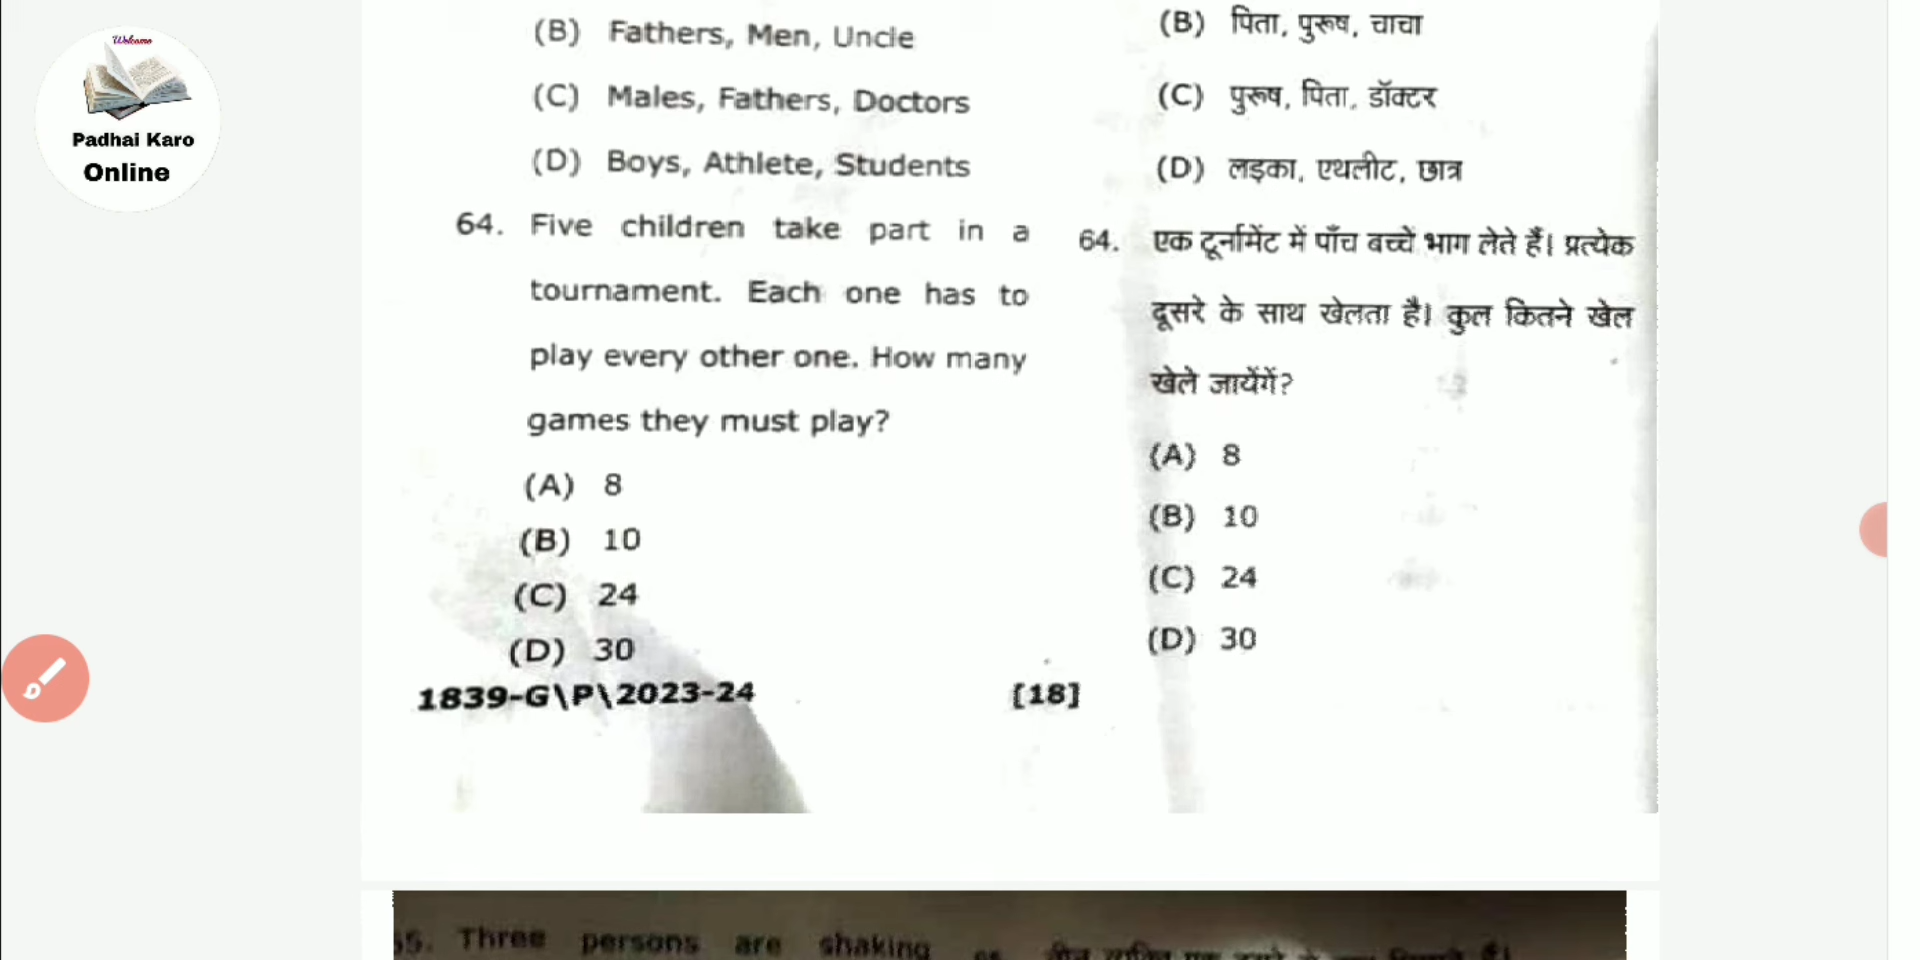 Welcome
Padhai Karo
Online
(B) Fathers, Men, Uncle
(C) Males, Fathers, Doctors
(D) Boys, Athlete, Students
64. Five children take part in a
tournament. Each one has to
play every other one. How many
games they must play?
(A) 8
(B) 10
(C) 24
(D) 30
1839-G\P\2023-24
[18]
(B) पिता, पुरूष, चाचा
(C) पुरूष, पिता, डॉक्टर
(D) लड़का, एथलीट, छात्र
64. एक टूर्नामेंट में पाँच बच्चें भाग लेते हैं। प्रत्येक
दूसरे के साथ खेलता है। कुल कितने खेल
खेले जायेंगें?
(A) 8
(B) 10
(C) 24
(D) 30
Three persons are shaking